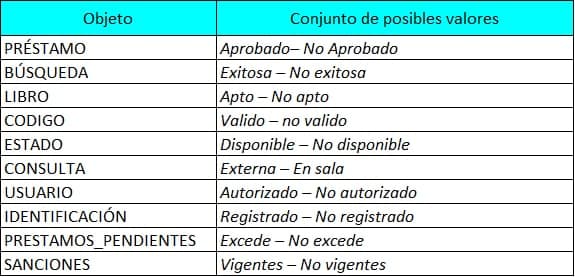 Objeto Conjunto de posibles valores
PRÉSTAMO Aprobado– No Aprobado
BÚSQUEDA Exitosa – No exitosa
LIBRO Apto – No apto
CODIGO Valido – no valido
ESTADO Disponible – No disponible
CONSULTA Externa – En sala
USUARIO Autorizado – No autorizado
IDENTIFICACIÓN Registrado – No registrado
PRESTAMOS_PENDIENTES Excede – No excede
SANCIONES Vigentes – No vigentes